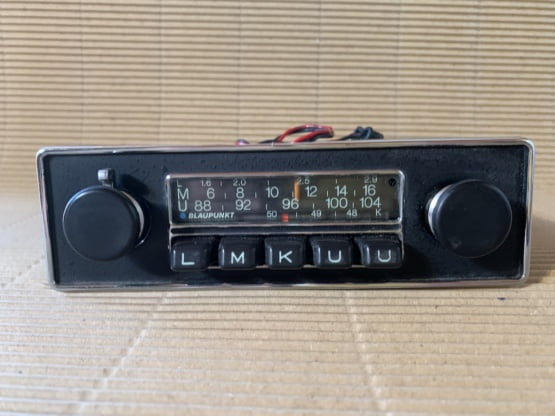 L 1.6 2.0 2.5 2.9
M 6 8 10 12 14 16
U 88 92 96 100 104
BLAUPUNKT 50 49 48 K
L M K U U